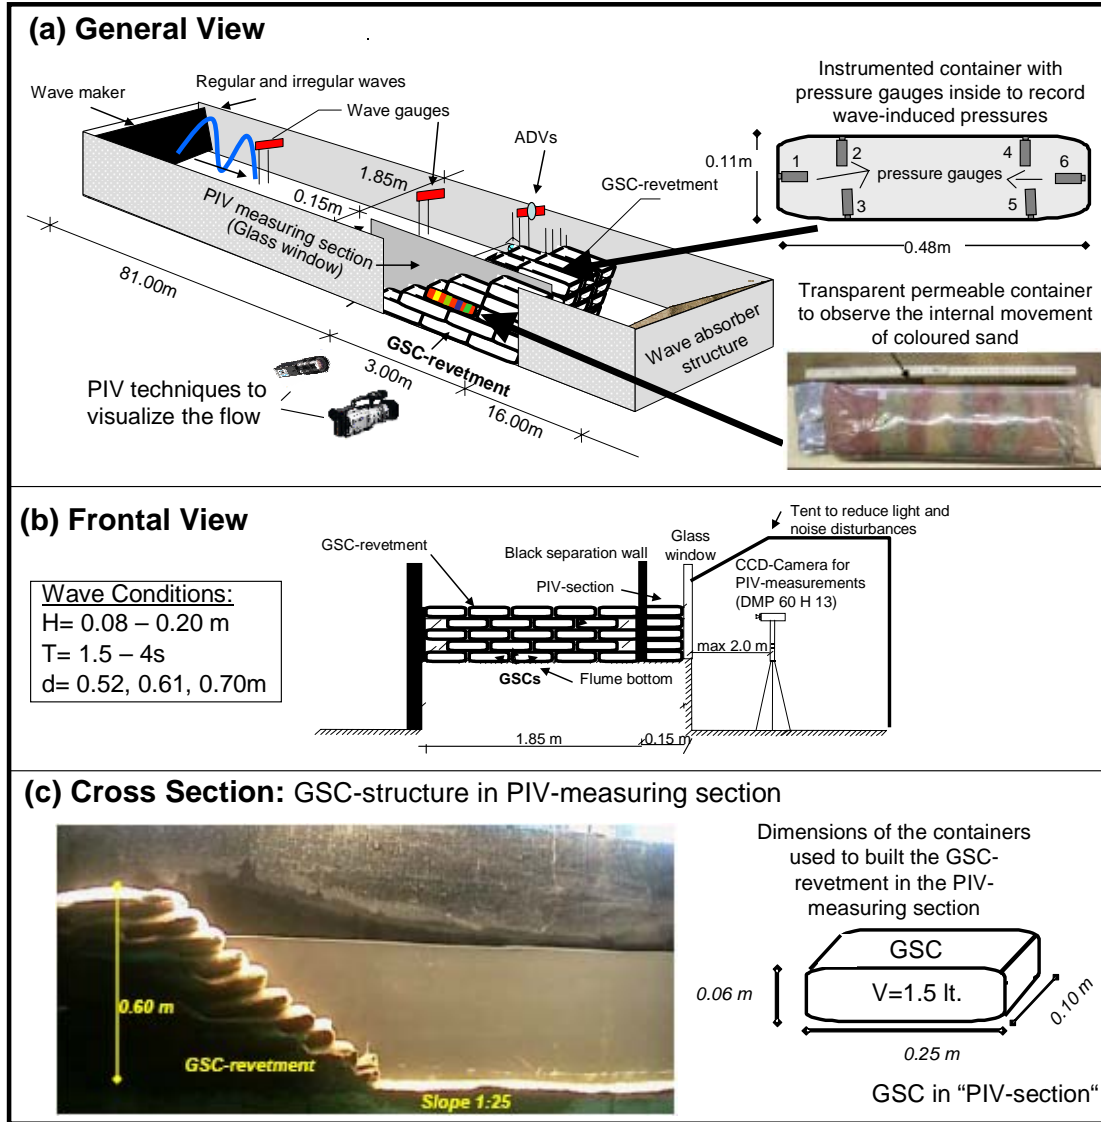 (a) General View
Regular and irregular waves
Wave maker
Wave gauges
ADVs
1.85m
0.15m
GSC-revetment
PIV measuring section
(Glass window)
81.00m
GSC-revetment
3.00m
16.00m
Wave absorber
structure
PIV techniques to
visualize the flow
Instrumented container with
pressure gauges inside to record
wave-induced pressures
0.11m
1
2
3
4
5
6
pressure gauges
0.48m
Transparent permeable container
to observe the internal movement
of coloured sand
(b) Frontal View
Wave Conditions:
H= 0.08 – 0.20 m
T= 1.5 – 4s
d= 0.52, 0.61, 0.70m
GSC-revetment
Black separation wall
PIV-section
Glass
window
Tent to reduce light and
noise disturbances
CCD-Camera for
PIV-measurements
(DMP 60 H 13)
max 2.0 m
GSCs
Flume bottom
1.85 m
0.15 m
(c) Cross Section: GSC-structure in PIV-measuring section
0.60 m
GSC-revetment
Slope 1:25
Dimensions of the containers
used to built the GSC-
revetment in the PIV-
measuring section
GSC
V=1.5 lt.
0.06 m
0.10 m
0.25 m
GSC in “PIV-section“